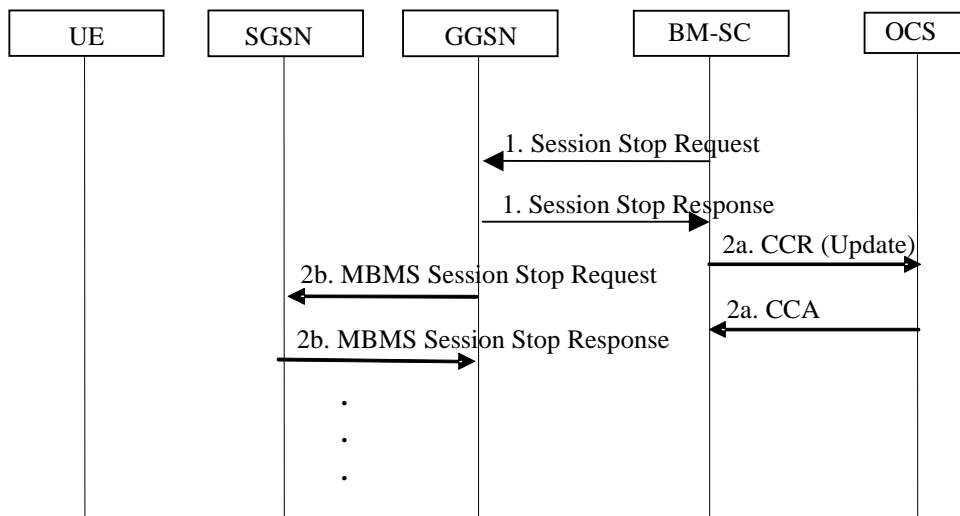 UE
SGSN
GGSN
BM-SC
OCS
1. Session Stop Request
1. Session Stop Response
2a. CCR (Update)
2b. MBMS Session Stop Request
2a. CCA
2b. MBMS Session Stop Response